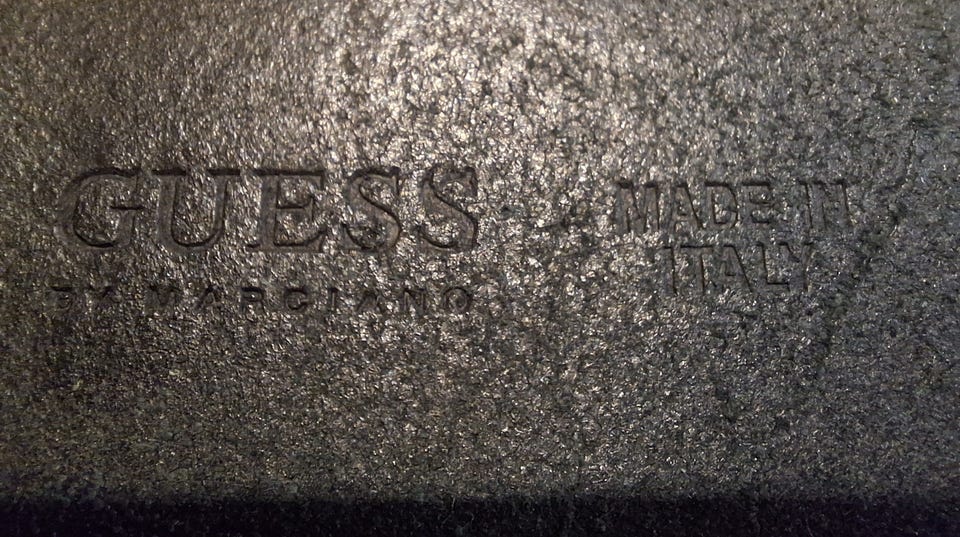 GUESS
BY MARCIANO
MADE IN
ITALY